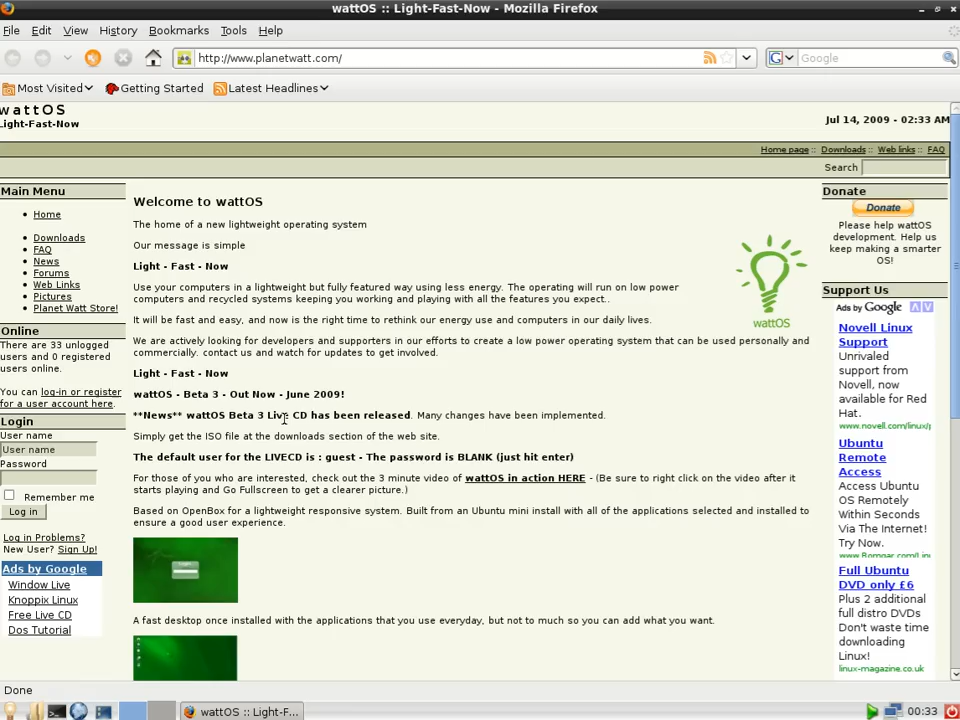 wattOS :: Light-Fast-Now - Mozilla Firefox
File Edit View History Bookmarks Tools Help
http://www.planetwatt.com/
Google
Most Visited
Getting Started
Latest Headlines
wattOS
Light-Fast-Now
Jul 14, 2009 - 02:33 AM
Home page :: Downloads :: Web links :: FAQ
Search
Main Menu
Home
Downloads
FAQ
News
Forums
Web Links
Pictures
Planet Watt Store!
Online
There are 33 unlogged
users and 0 registered
users online.
You can log-in or register
for a user account here.
Login
User name
User name
Password
Remember me
Log in
Log in Problems?
New User? Sign Up!
Ads by Google
Window Live
Knoppix Linux
Free Live CD
Dos Tutorial
Welcome to wattOS
The home of a new lightweight operating system
Our message is simple
Light - Fast - Now
Use your computers in a lightweight but fully featured way using less energy. The operating will run on low power
computers and recycled systems keeping you working and playing with all the features you expect..
It will be fast and easy, and now is the right time to rethink our energy use and computers in our daily lives.
We are actively looking for developers and supporters in our efforts to create a low power operating system that can be used personally and
commercially. contact us and watch for updates to get involved.
Light - Fast - Now
wattOS - Beta 3 - Out Now - June 2009!
**News** wattOS Beta 3 Live CD has been released. Many changes have been implemented.
Simply get the ISO file at the downloads section of the web site.
The default user for the LIVECD is : guest - The password is BLANK (just hit enter)
For those of you who are interested, check out the 3 minute video of wattOS in action HERE - (Be sure to right click on the video after it
starts playing and Go Fullscreen to get a clearer picture.)
Based on OpenBox for a lightweight responsive system. Built from an Ubuntu mini install with all of the applications selected and installed to
ensure a good user experience.
A fast desktop once installed with the applications that you use everyday, but not to much so you can add what you want.
wattOS
Donate
Donate
Please help wattOS
development. Help us
keep making a smarter
OS!
Support Us
Ads by Google
Novell Linux
Support
Unrivaled
support from
Novell, now
available for
Red Hat.
www.novell.com/linux/
Ubuntu
Remote
Access
Access Ubuntu
OS Remotely
Within Seconds
Via The Internet!
Try Now.
Full Ubuntu
DVD only £6
Plus 2 additional
full distro DVDs
Don't waste time
downloading
Linux!
linux-magazine.co.uk
Done
wattOS :: Light-F...
00:33